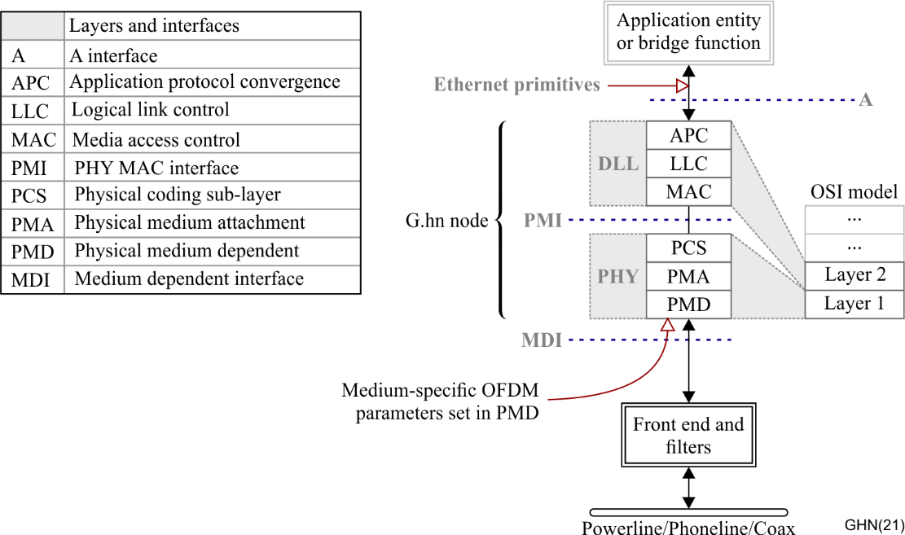 Layers and interfaces
A A interface
APC Application protocol convergence
LLC Logical link control
MAC Media access control
PMI PHY MAC interface
PCS Physical coding sub-layer
PMA Physical medium attachment
PMD Physical medium dependent
MDI Medium dependent interface
Application entity
or bridge function
Ethernet primitives
A
G.hn node
DLL
APC
LLC
MAC
PMI
PHY
PCS
PMA
PMD
MDI
OSI model
...
...
Layer 2
Layer 1
Medium-specific OFDM
parameters set in PMD
Front end and
filters
Powerline/Phoneline/Coax
GHN(21)